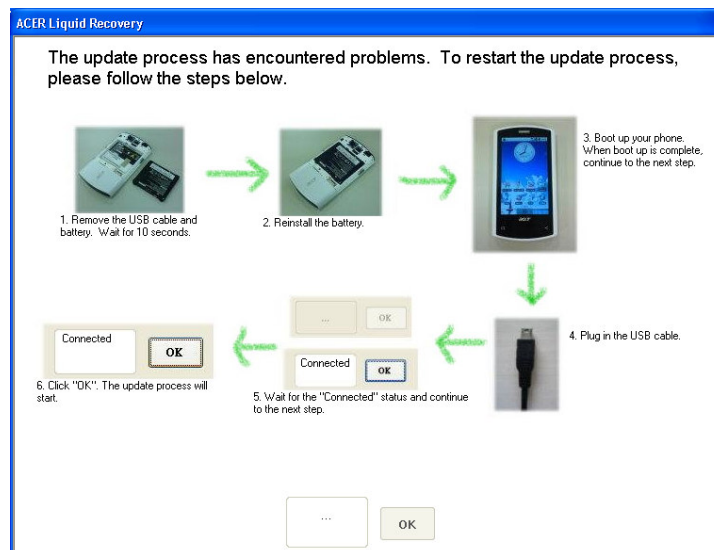 ACER Liquid Recovery
The update process has encountered problems.  To restart the update process,
please follow the steps below.
1. Remove the USB cable and
battery.  Wait for 10 seconds.
2. Reinstall the battery.
3. Boot up your phone.
When boot up is complete,
continue to the next step.
acer
4. Plug in the USB cable.
...
OK
Connected
OK
5. Wait for the "Connected" status and continue
to the next step.
Connected
OK
6. Click "OK". The update process will
start.
...
OK